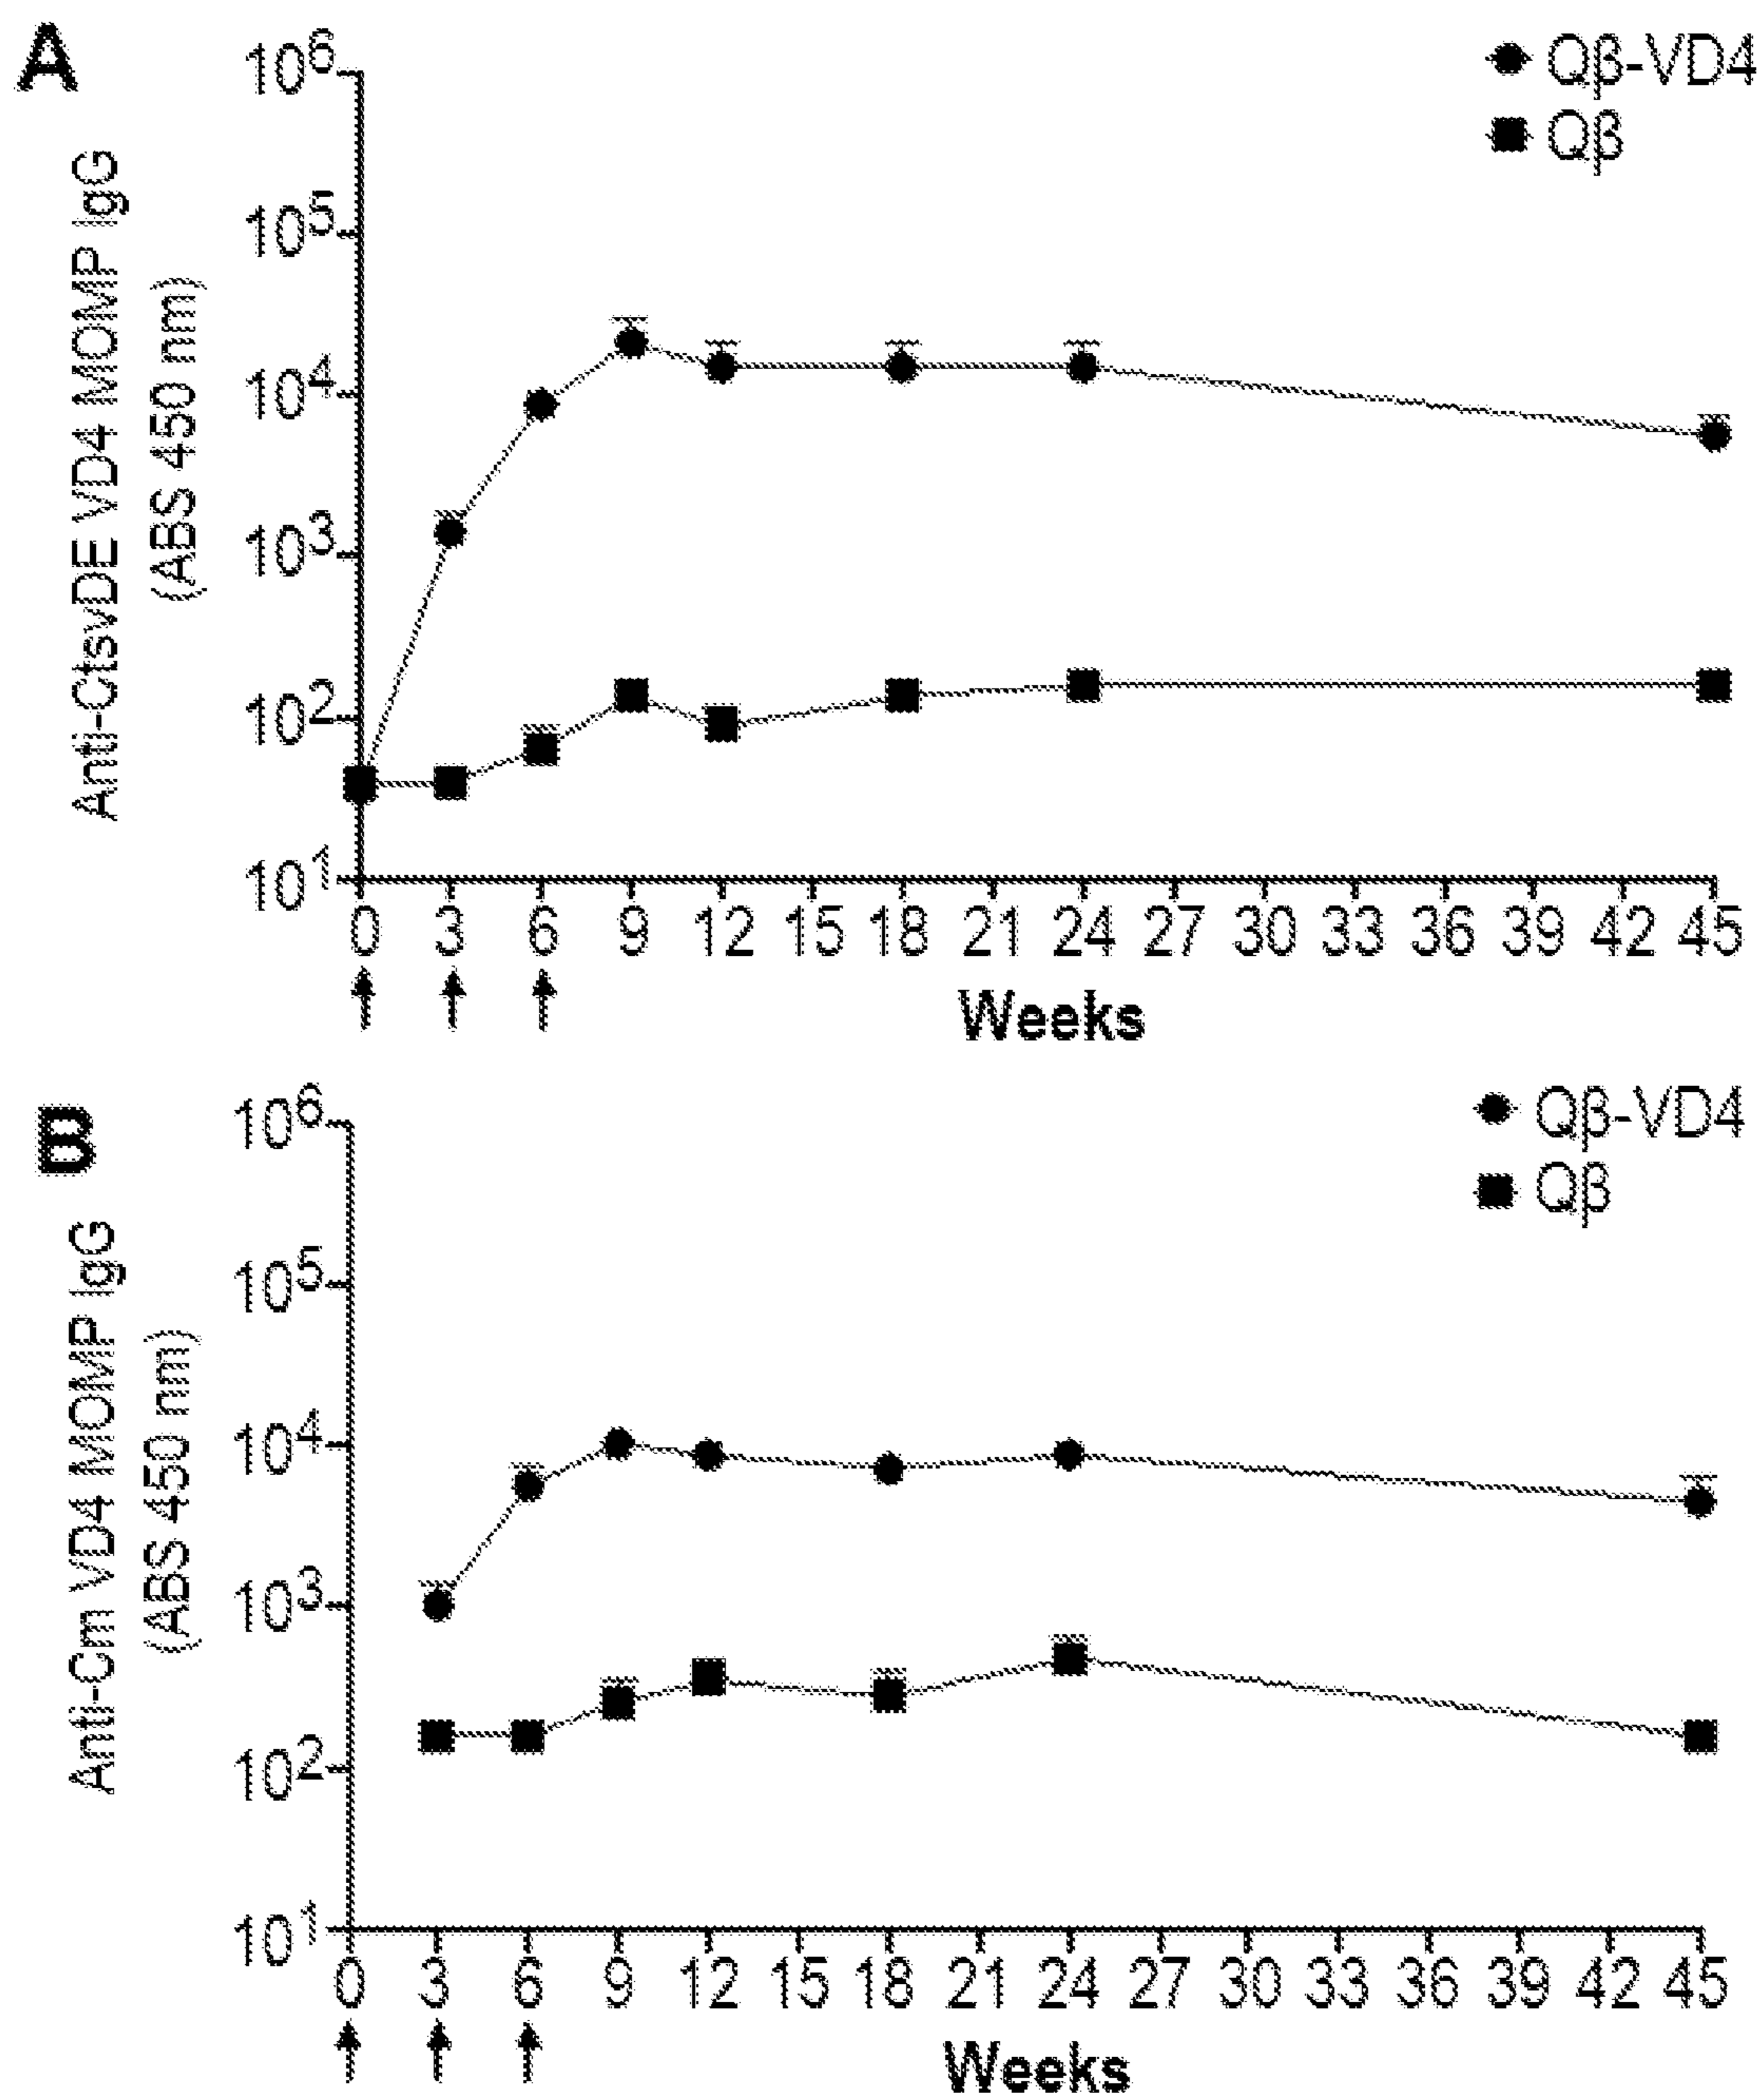 A
Qβ-VD4
Qβ
Anti-CtsvDE VD4 MOMP IgG
(ABS 450 nm)
10^6
10^5
10^4
10^3
10^2
10^1
0 3 6 9 12 15 18 21 24 27 30 33 36 39 42 45
Weeks
B
Qβ-VD4
Qβ
Anti-Cm VD4 MOMP IgG
(ABS 450 nm)
10^6
10^5
10^4
10^3
10^2
10^1
0 3 6 9 12 15 18 21 24 27 30 33 36 39 42 45
Weeks